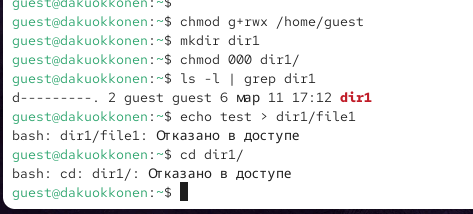 guest@dakuokkonen:~$
guest@dakuokkonen:~$ chmod g+rwx /home/guest
guest@dakuokkonen:~$ mkdir dir1
guest@dakuokkonen:~$ chmod 000 dir1/
guest@dakuokkonen:~$ ls -l | grep dir1
d---------. 2 guest guest 6 мар 11 17:12 dir1
guest@dakuokkonen:~$ echo test > dir1/file1
bash: dir1/file1: Отказано в доступе
guest@dakuokkonen:~$ cd dir1/
bash: cd: dir1/: Отказано в доступе
guest@dakuokkonen:~$